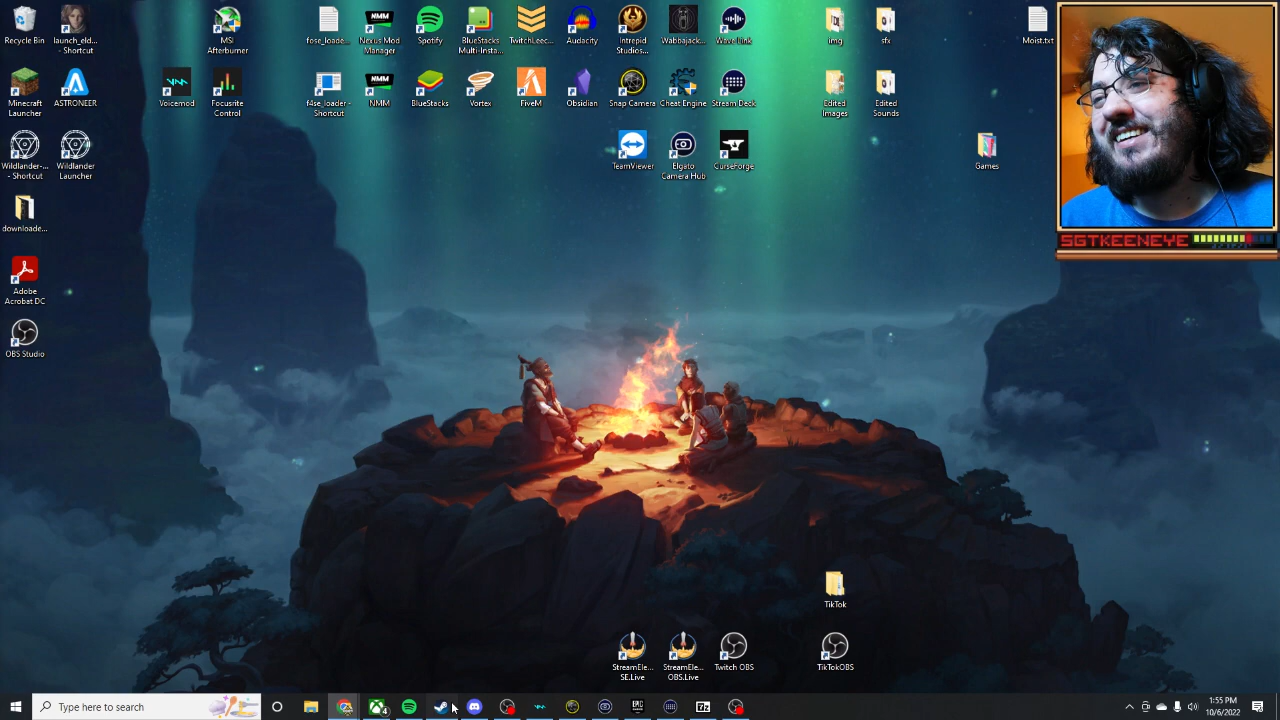 Recycle Bin
launch_eld...
- Shortcut
MSI
Afterburner
fose_loade...
Nexus Mod
Manager
Spotify
BlueStacks
Multi-Insta...
TwitchLeec...
Audacity
Intrepid
Studios...
Wabbajack...
Wave Link
img
sfx
Moist.txt
Minecraft
Launcher
ASTRONEER
Voicemod
Focusrite
Control
f4se_loader -
Shortcut
NMM
BlueStacks
Vortex
FiveM
Obsidian
Snap Camera
Cheat Engine
Stream Deck
Edited
Images
Edited
Sounds
Wildlander-...
- Shortcut
Wildlander
Launcher
TeamViewer
Elgato
Camera Hub
CurseForge
Games
downloade...
SGTKEENEYE
Adobe
Acrobat DC
OBS Studio
TikTok
StreamEle...
SE.Live
StreamEle...
OBS.Live
Twitch OBS
TikTokOBS
Type here to search
1:55 PM
10/6/2022